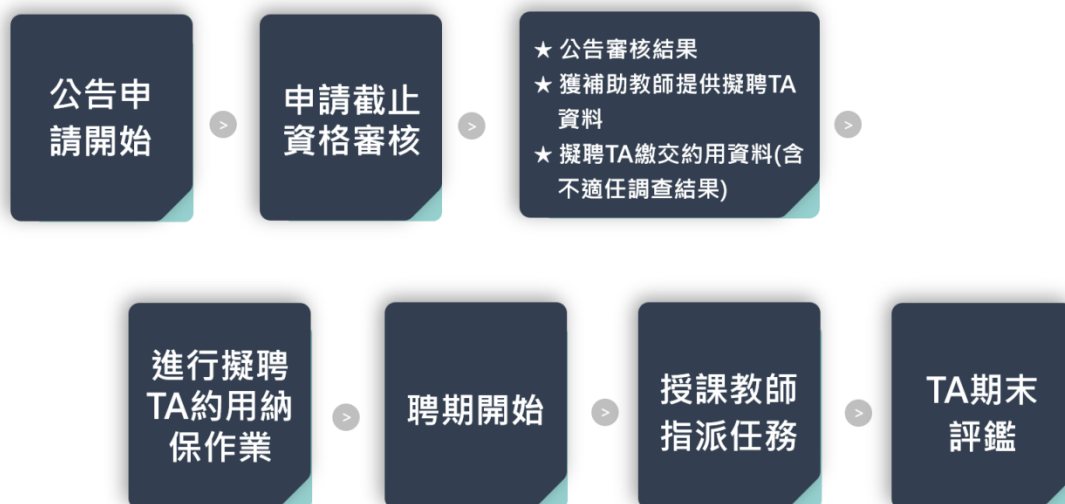 公告申
請開始
>
申請截止
資格審核
>
★ 公告審核結果
★ 獲補助教師提供擬聘TA
資料
★ 擬聘TA繳交約用資料(含
不適任調查結果)
>
進行擬聘
TA約用納
保作業
>
聘期開始
>
授課教師
指派任務
>
TA期末
評鑑